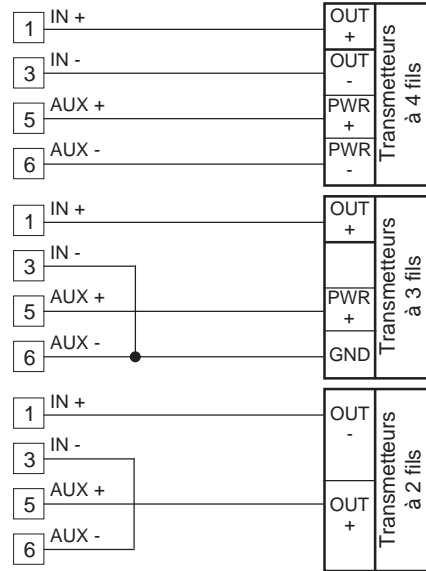 1 IN + OUT +
3 IN - OUT -
5 AUX + PWR +
6 AUX - PWR -
Transmetteurs
à 4 fils
1 IN + OUT +
3 IN -
5 AUX + PWR +
6 AUX - GND
Transmetteurs
à 3 fils
1 IN + OUT -
3 IN -
5 AUX + OUT +
6 AUX -
Transmetteurs
à 2 fils